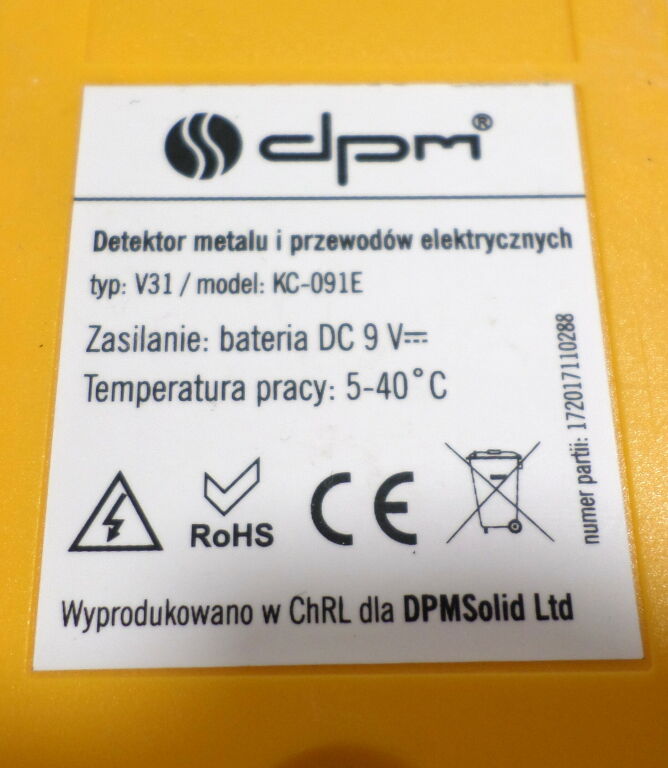 dpm®
Detektor metalu i przewodów elektrycznych
typ: V31 / model: KC-091E
Zasilanie: bateria DC 9 V⎓
Temperatura pracy: 5-40°C
numer partii: 172017110288
RoHS
CE
Wyprodukowano w ChRL dla DPMSolid Ltd